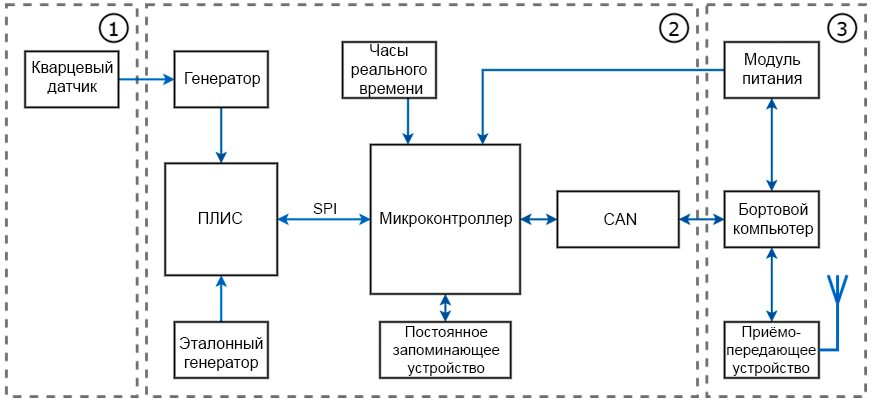 1
2
3
Кварцевый
датчик
Генератор
Часы
реального
времени
Модуль
питания
ПЛИС
SPI
Микроконтроллер
CAN
Бортовой
компьютер
Эталонный
генератор
Постоянное
запоминающее
устройство
Приёмо-
передающее
устройство